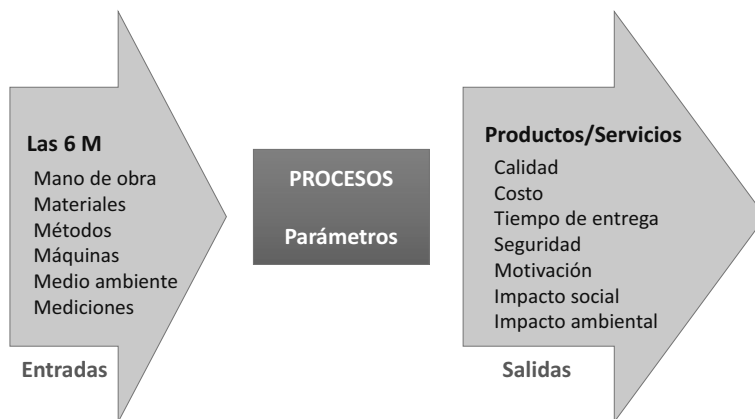 Las 6 M
Mano de obra
Materiales
Métodos
Máquinas
Medio ambiente
Mediciones
Entradas
PROCESOS
Parámetros
Productos/Servicios
Calidad
Costo
Tiempo de entrega
Seguridad
Motivación
Impacto social
Impacto ambiental
Salidas